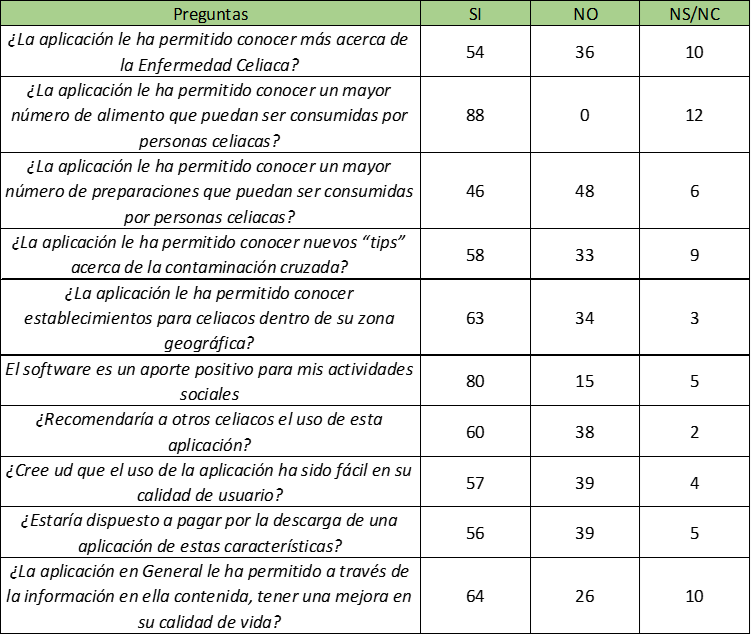 Preguntas SI NO NS/NC
¿La aplicación le ha permitido conocer más acerca de
la Enfermedad Celiaca?
54 36 10
¿La aplicación le ha permitido conocer un mayor
número de alimento que puedan ser consumidas por
personas celiacas?
88 0 12
¿La aplicación le ha permitido conocer un mayor
número de preparaciones que puedan ser consumidas
por personas celiacas?
46 48 6
¿La aplicación le ha permitido conocer nuevos “tips”
acerca de la contaminación cruzada?
58 33 9
¿La aplicación le ha permitido conocer
establecimientos para celiacos dentro de su zona
geográfica?
63 34 3
El software es un aporte positivo para mis actividades
sociales
80 15 5
¿Recomendaría a otros celiacos el uso de esta
aplicación?
60 38 2
¿Cree ud que el uso de la aplicación ha sido fácil en su
calidad de usuario?
57 39 4
¿Estaría dispuesto a pagar por la descarga de una
aplicación de estas características?
56 39 5
¿La aplicación en General le ha permitido a través de
la información en ella contenida, tener una mejora en
su calidad de vida?
64 26 10